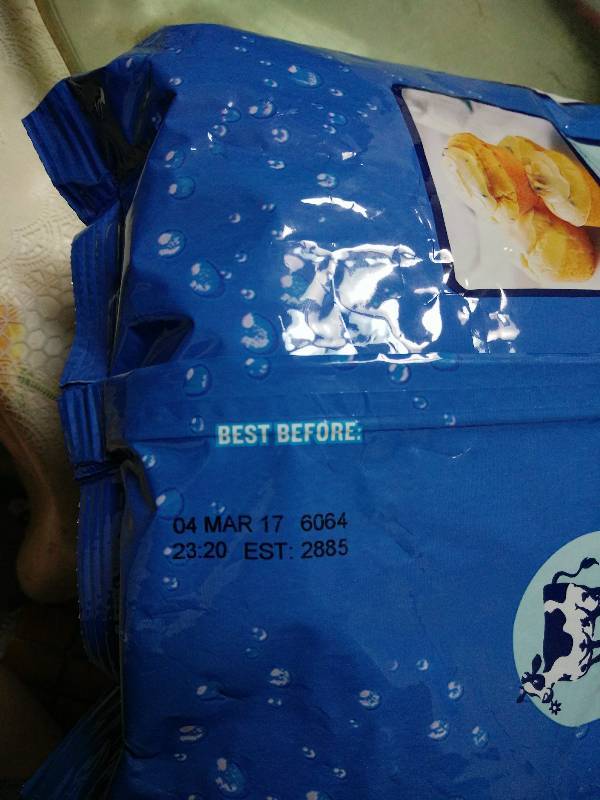 BEST BEFORE:
04 MAR 17 6064
23:20 EST: 2885